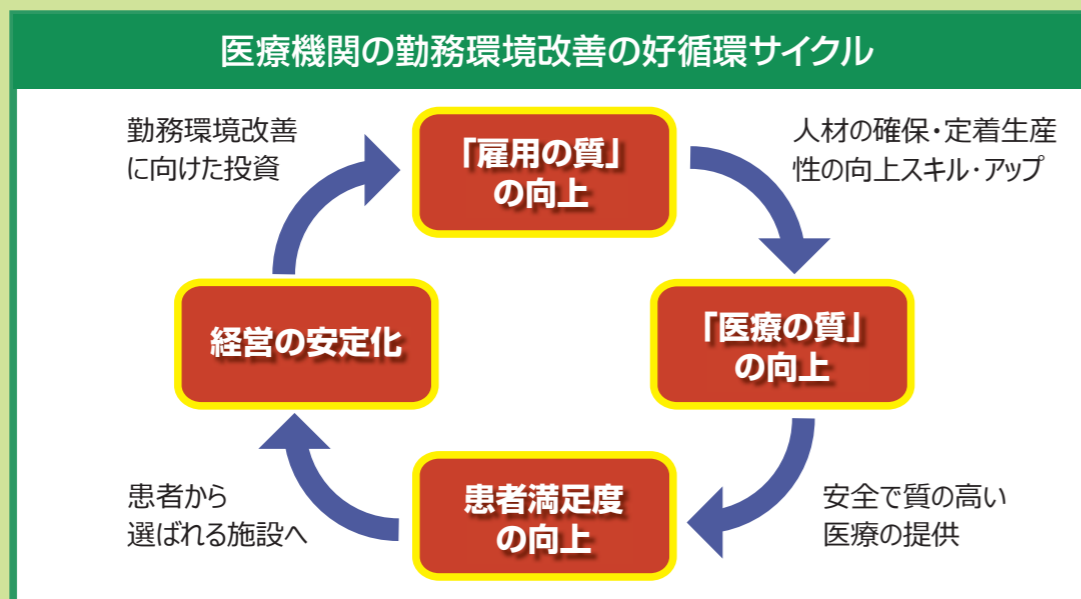 医療機関の勤務環境改善の好循環サイクル
勤務環境改善
に向けた投資
「雇用の質」
の向上
人材の確保・定着生産
性の向上スキル・アップ
経営の安定化
「医療の質」
の向上
患者から
選ばれる施設へ
患者満足度
の向上
安全で質の高い
医療の提供